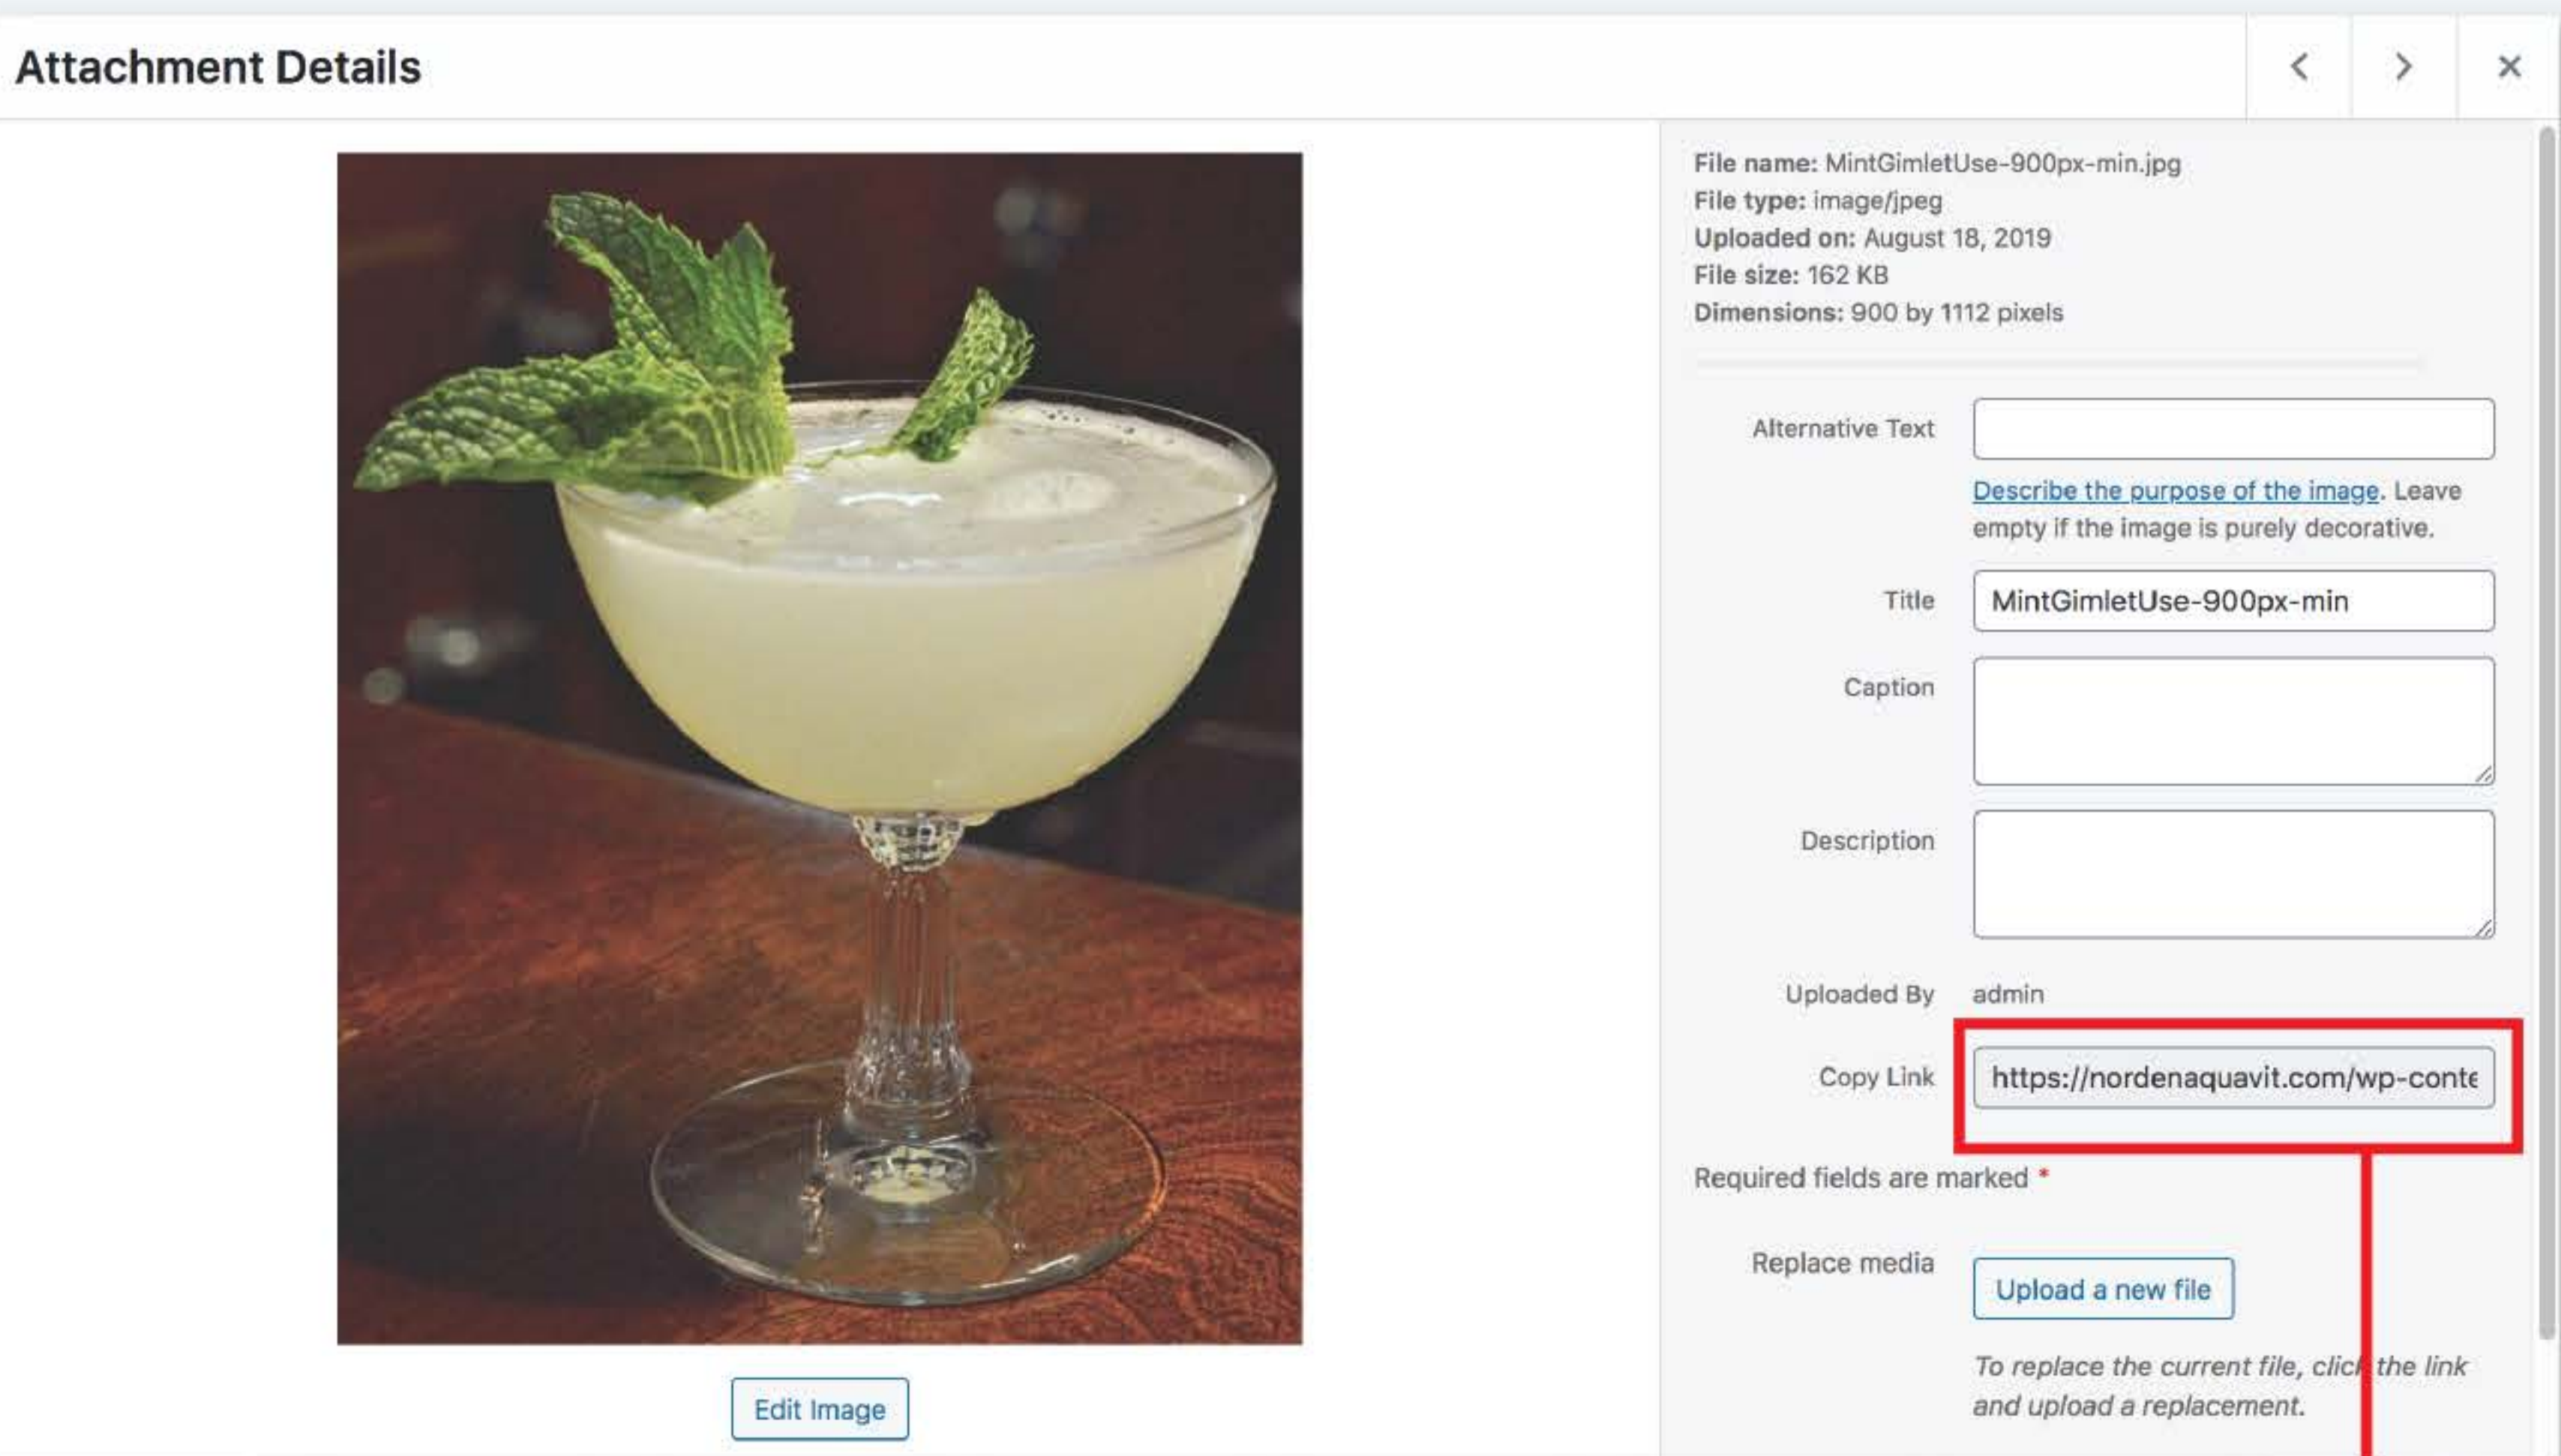 Attachment Details
File name: MintGimletUse-900px-min.jpg
File type: image/jpeg
Uploaded on: August 18, 2019
File size: 162 KB
Dimensions: 900 by 1112 pixels
Alternative Text
Describe the purpose of the image. Leave
empty if the image is purely decorative.
Title MintGimletUse-900px-min
Caption
Description
Uploaded By admin
Copy Link https://nordenaquavit.com/wp-conte
Required fields are marked *
Replace media
Upload a new file
To replace the current file, click the link
and upload a replacement.
Edit Image